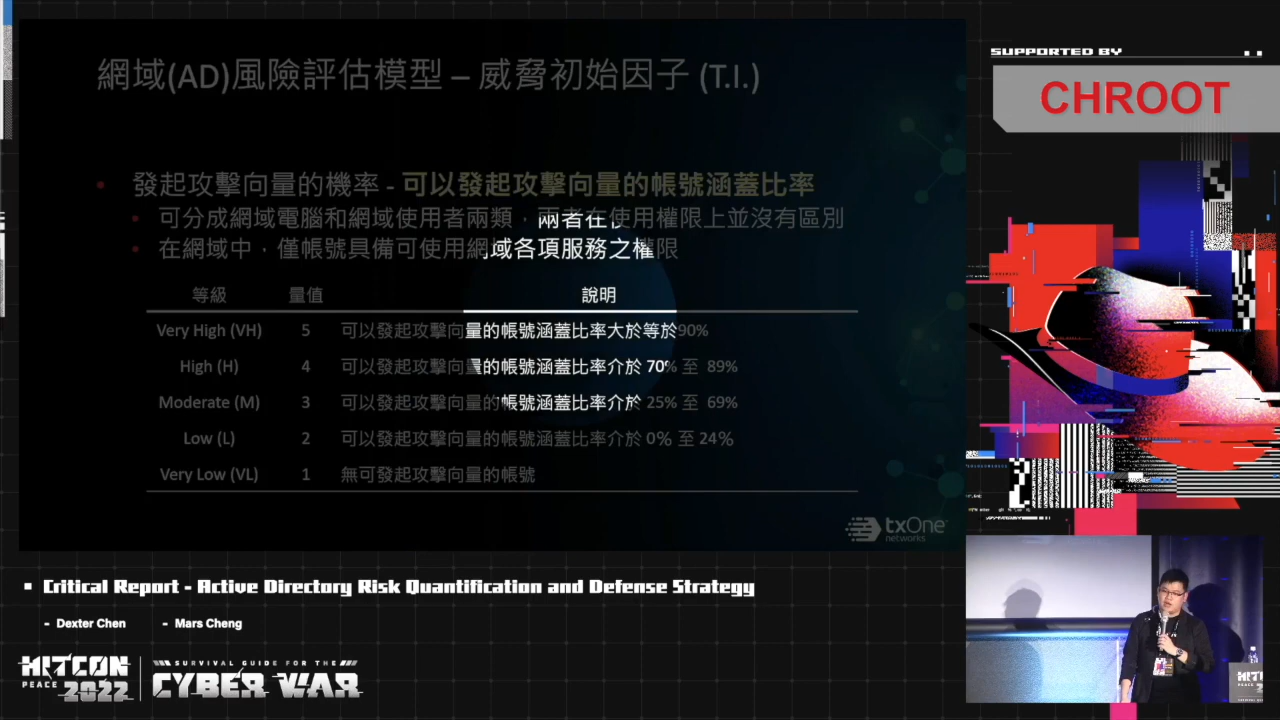 網域(AD)風險評估模型 – 威脅初始因子 (T.I.)
發起攻擊向量的機率 - 可以發起攻擊向量的帳號涵蓋比率
可分成網域電腦和網域使用者兩類，兩者在使用權限上並沒有區別
在網域中，僅帳號具備可使用網域各項服務之權限
等級 量值 說明
Very High (VH) 5 可以發起攻擊向量的帳號涵蓋比率大於等於90%
High (H) 4 可以發起攻擊向量的帳號涵蓋比率介於 70% 至 89%
Moderate (M) 3 可以發起攻擊向量的帳號涵蓋比率介於 25% 至 69%
Low (L) 2 可以發起攻擊向量的帳號涵蓋比率介於 0% 至 24%
Very Low (VL) 1 無可發起攻擊向量的帳號
txOne
networks
SUPPORTED BY
CHROOT
Critical Report - Active Directory Risk Quantification and Defense Strategy
- Dexter Chen - Mars Cheng
HITCON
PEACE 2022
SURVIVAL GUIDE FOR THE
CYBER WAR